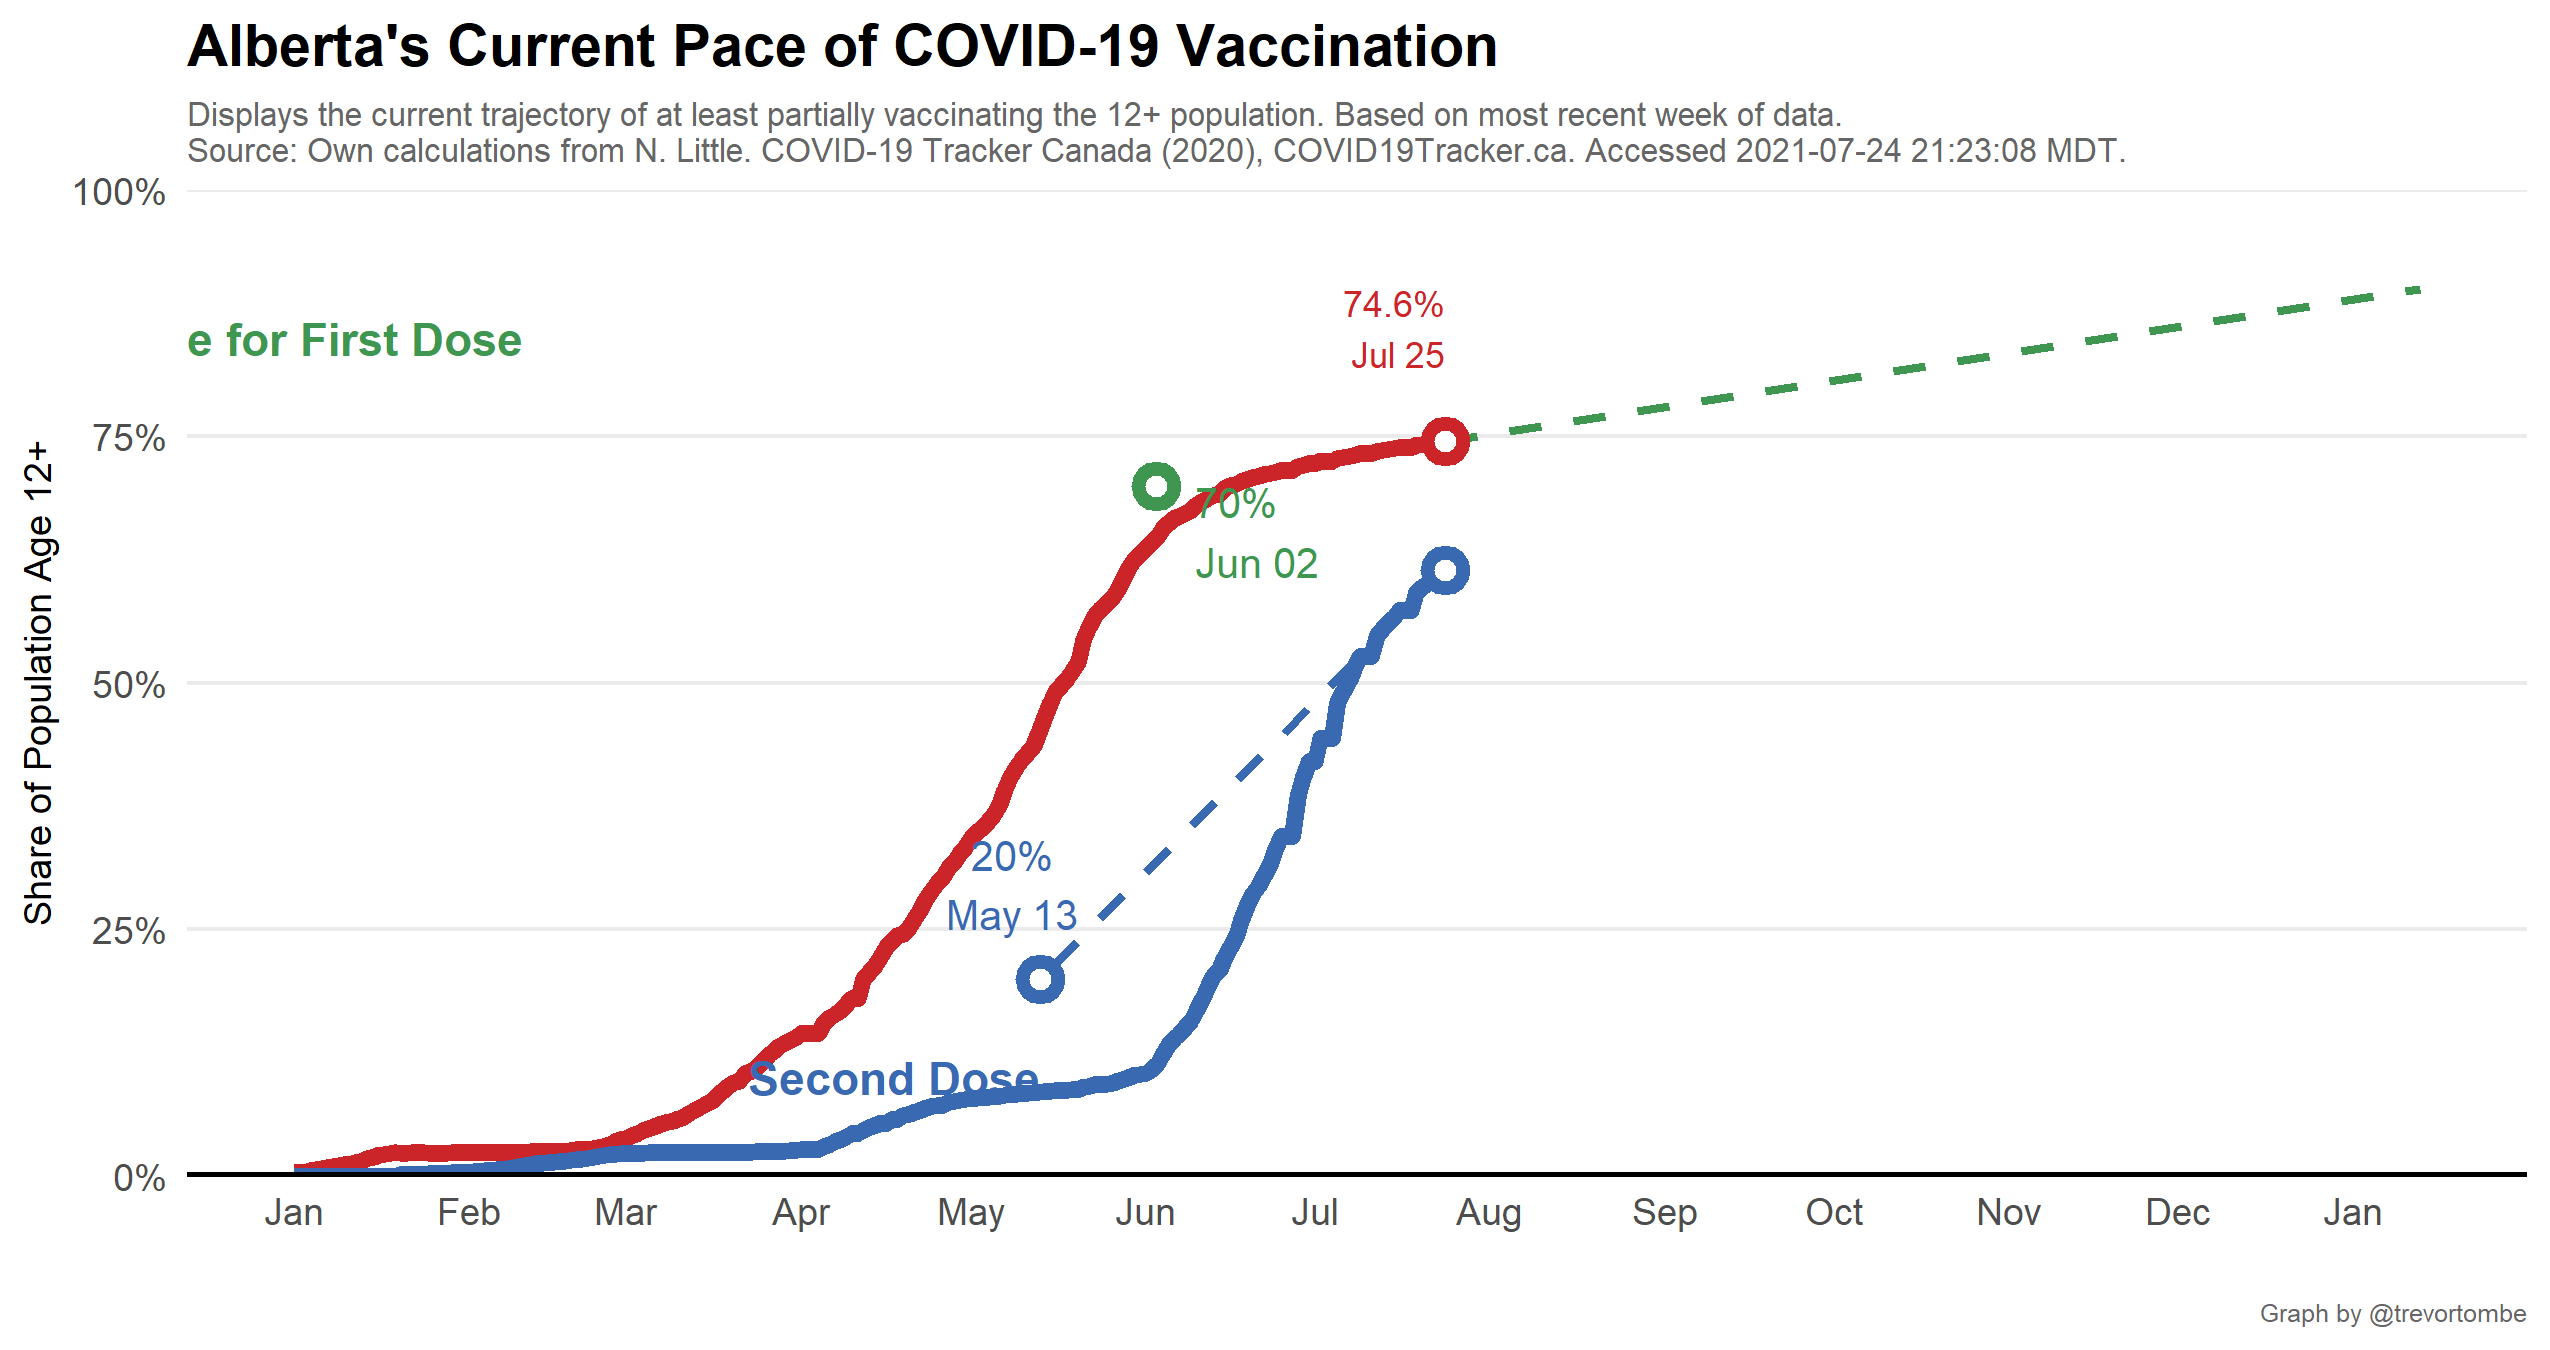 Alberta's Current Pace of COVID-19 Vaccination
Displays the current trajectory of at least partially vaccinating the 12+ population. Based on most recent week of data.
Source: Own calculations from N. Little. COVID-19 Tracker Canada (2020), COVID19Tracker.ca. Accessed 2021-07-24 21:23:08 MDT.
100%
75%
50%
25%
0%
Share of Population Age 12+
e for First Dose
74.6%
Jul 25
70%
Jun 02
20%
May 13
Second Dose
Jan Feb Mar Apr May Jun Jul Aug Sep Oct Nov Dec Jan
Graph by @trevortombe